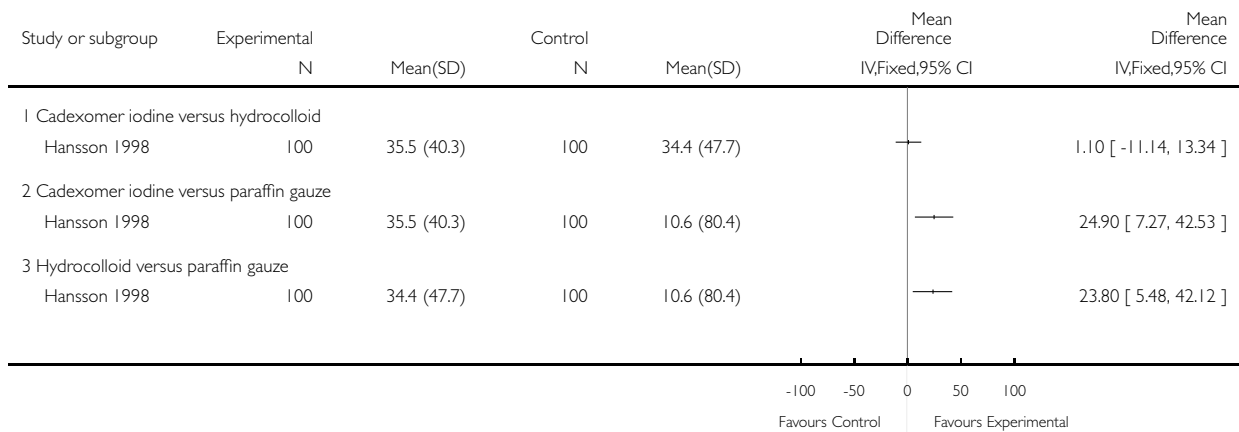 Mean Mean
Study or subgroup Experimental Control Difference Difference
N Mean(SD) N Mean(SD) IV,Fixed,95% CI IV,Fixed,95% CI
1 Cadexomer iodine versus hydrocolloid
Hansson 1998 100 35.5 (40.3) 100 34.4 (47.7) 1.10 [ -11.14, 13.34 ]
2 Cadexomer iodine versus paraffin gauze
Hansson 1998 100 35.5 (40.3) 100 10.6 (80.4) 24.90 [ 7.27, 42.53 ]
3 Hydrocolloid versus paraffin gauze
Hansson 1998 100 34.4 (47.7) 100 10.6 (80.4) 23.80 [ 5.48, 42.12 ]
-100 -50 0 50 100
Favours Control Favours Experimental